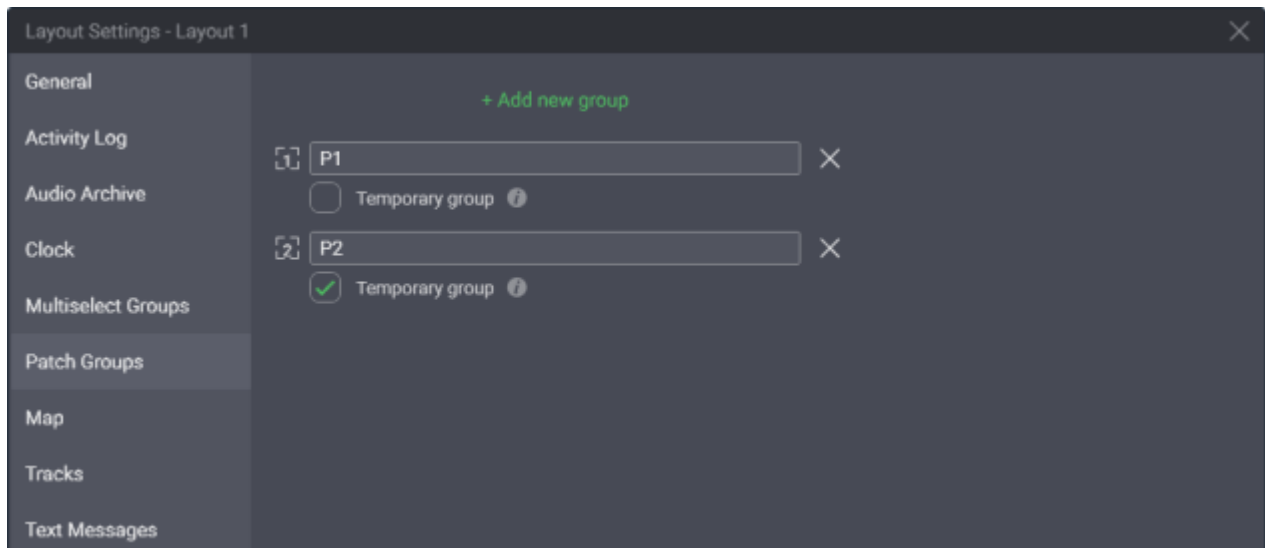 Layout Settings - Layout 1
General
Activity Log
Audio Archive
Clock
Multiselect Groups
Patch Groups
Map
Tracks
Text Messages
+ Add new group
1 P1
Temporary group i
2 P2
Temporary group i